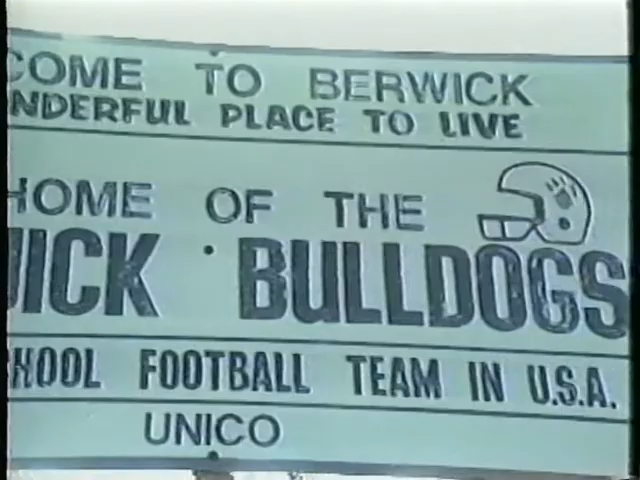 COME TO BERWICK
NDERFUL PLACE TO LIVE
HOME OF THE
ICK BULLDOGS
HOOL FOOTBALL TEAM IN U.S.A.
UNICO